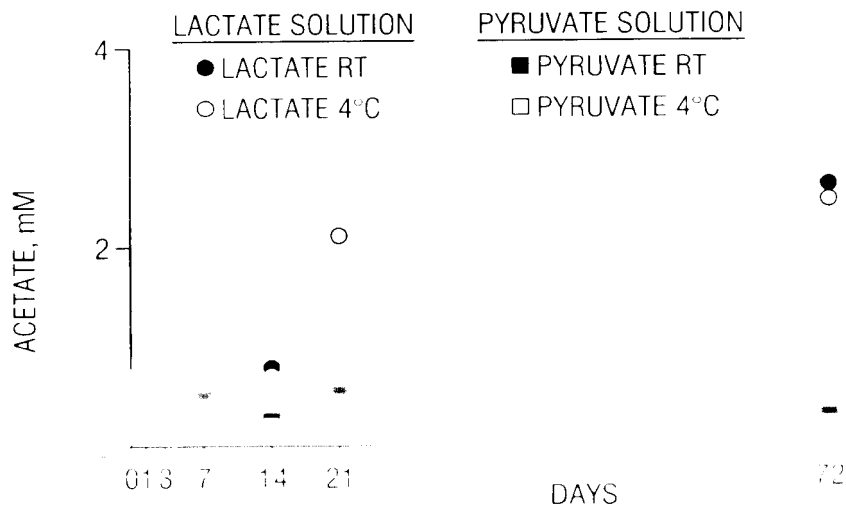 LACTATE SOLUTION
PYRUVATE SOLUTION
LACTATE RT
PYRUVATE RT
LACTATE 4°C
PYRUVATE 4°C
4
2
ACETATE, mM
0 1 3 7 14 21 72
DAYS